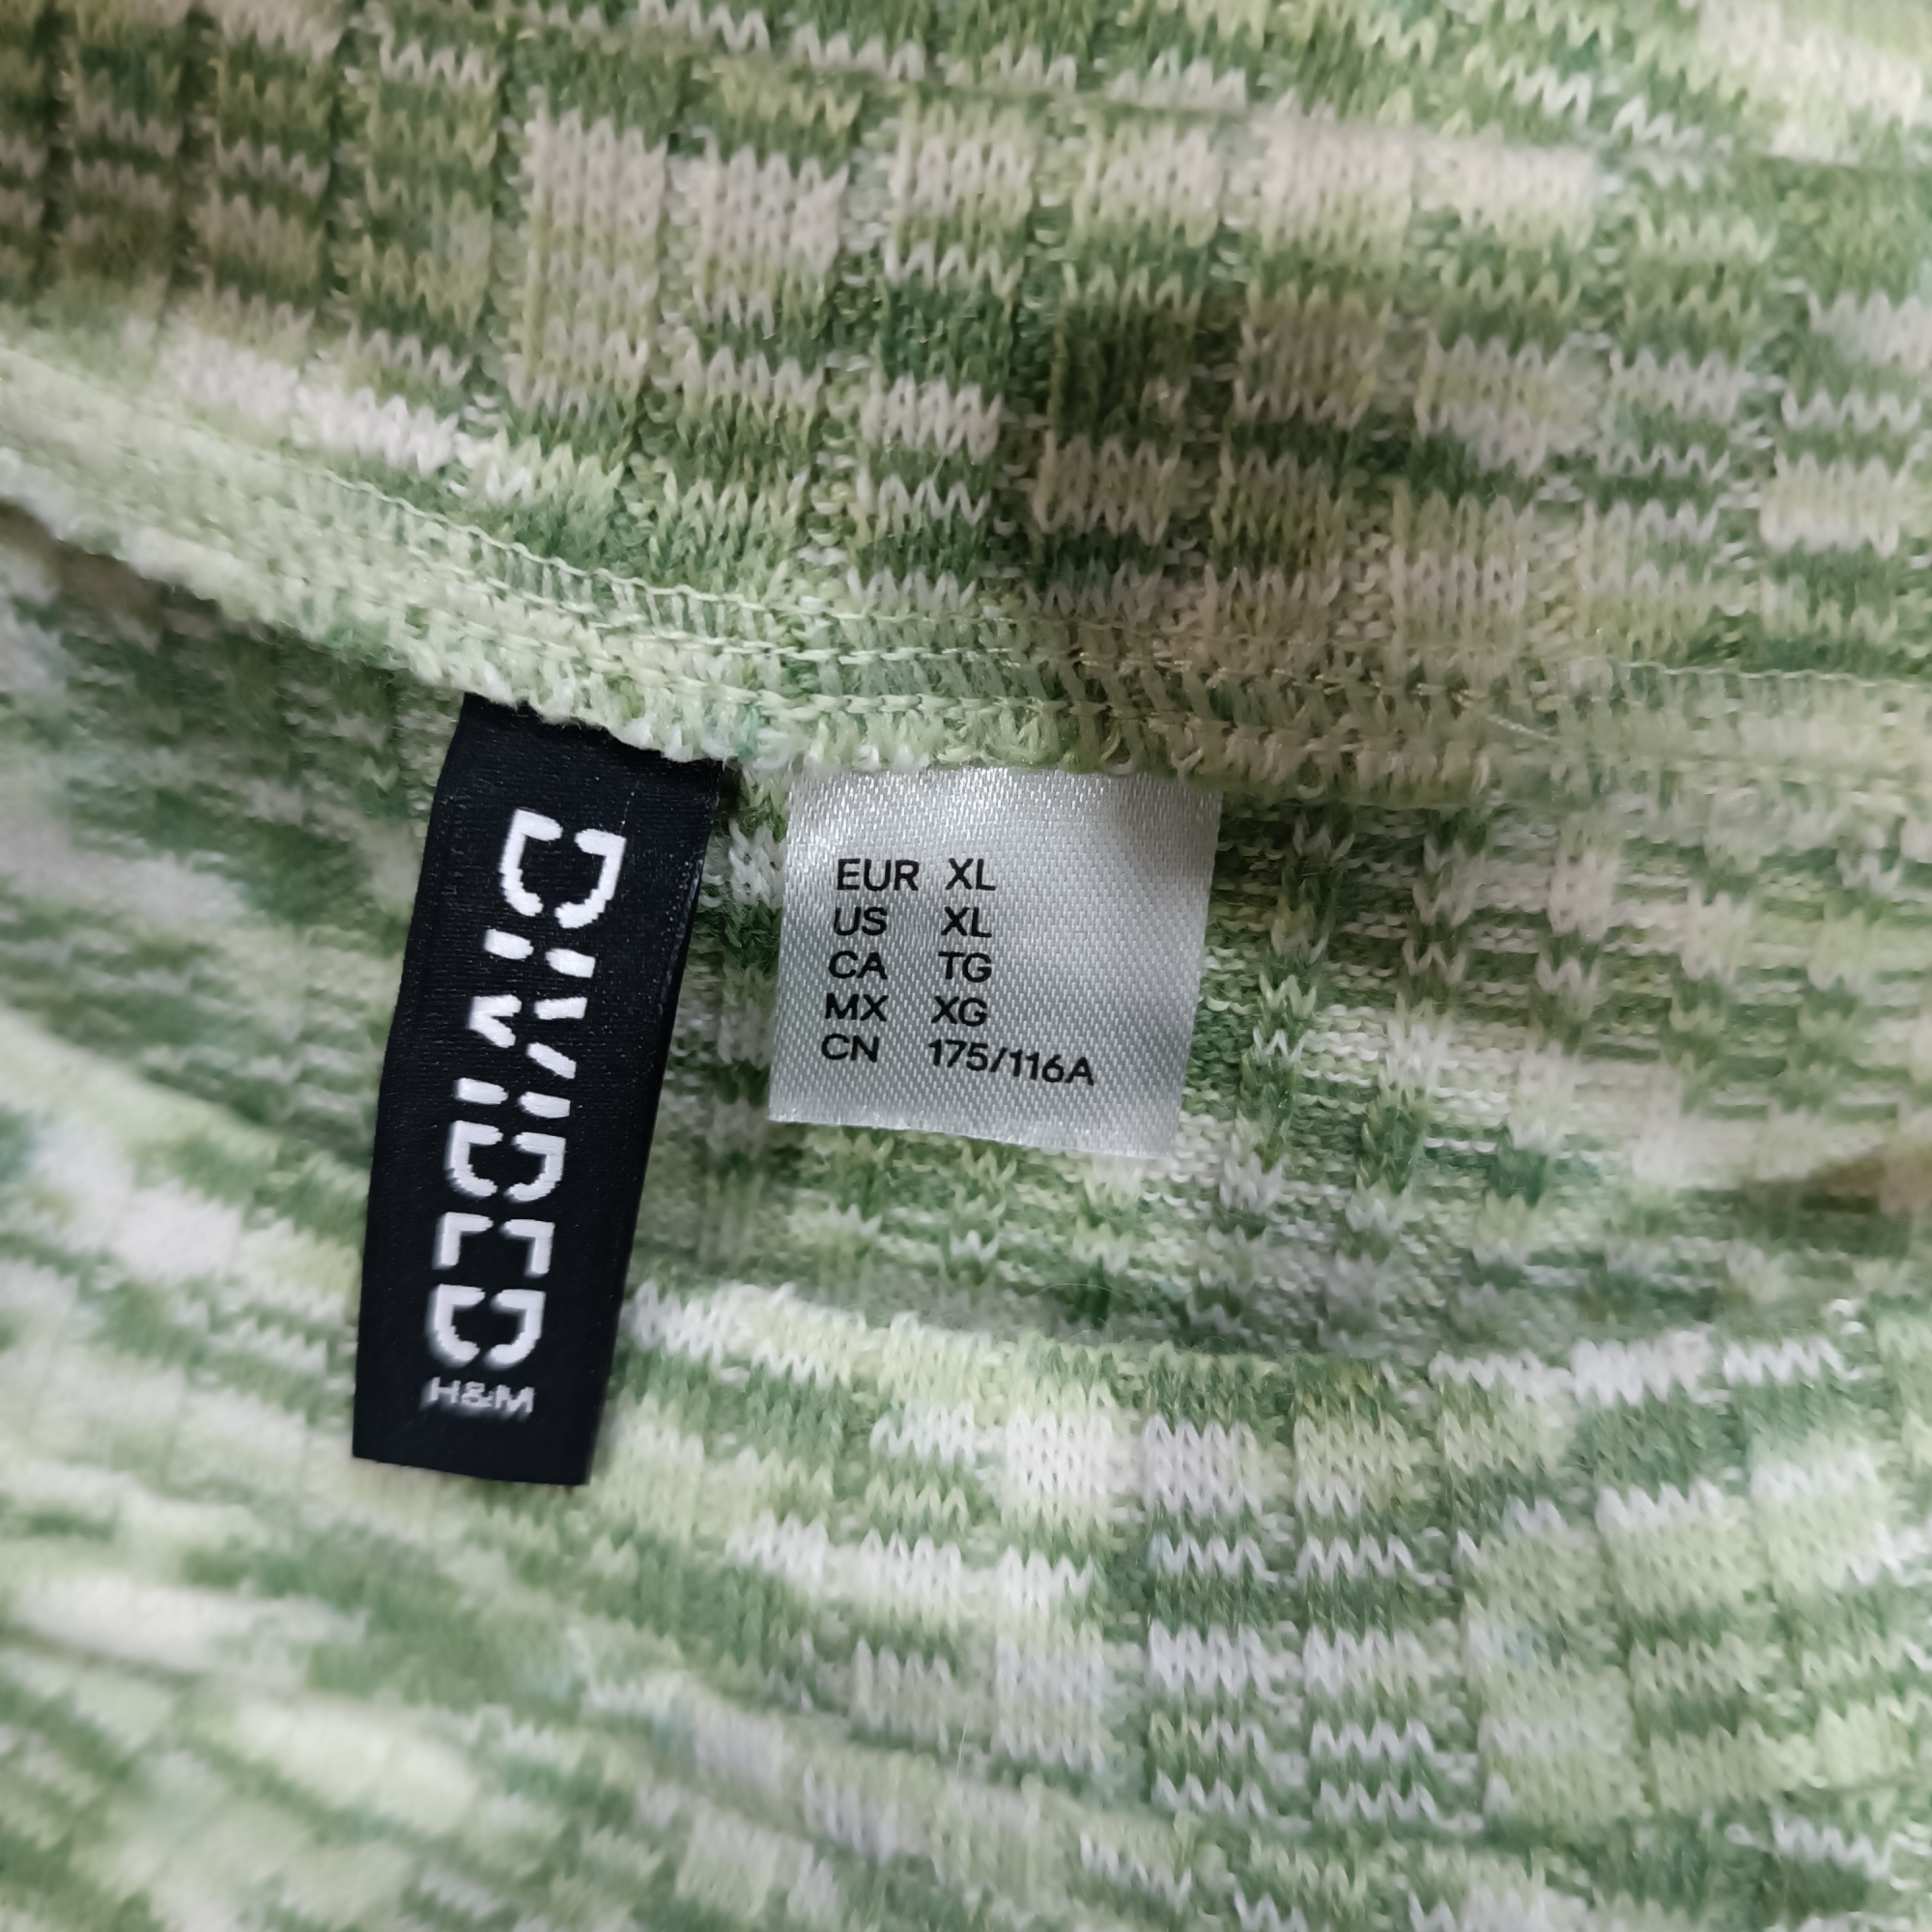 DIVIDED
H&M
EUR XL
US XL
CA TG
MX XG
CN 175/116A